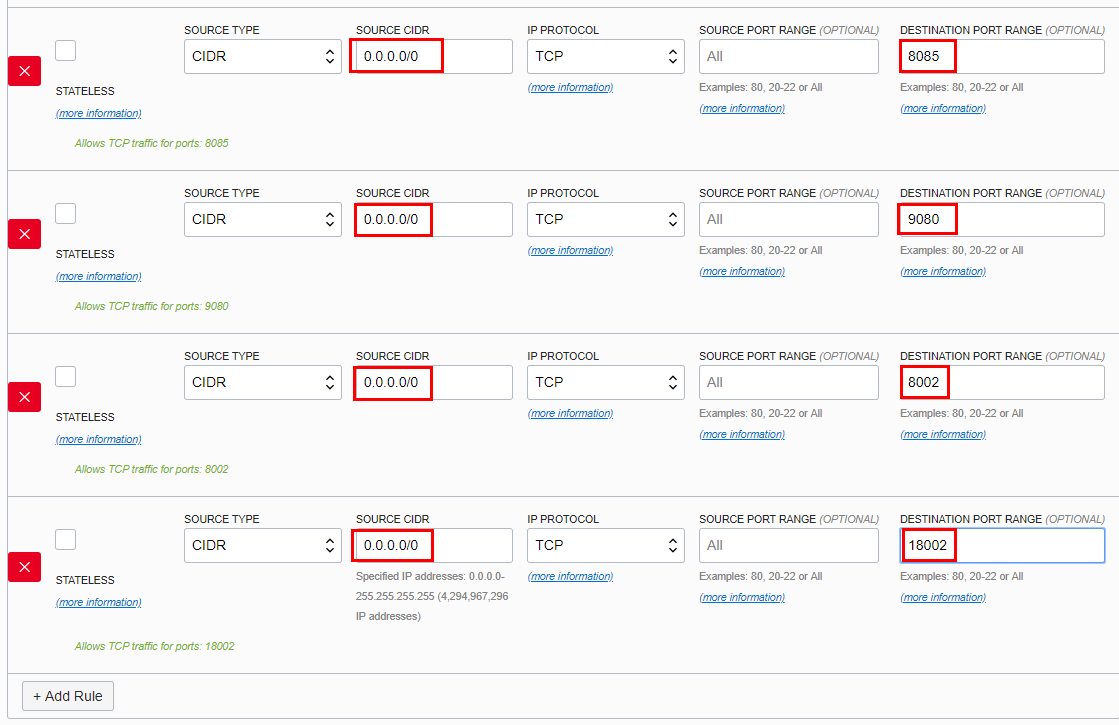 SOURCE TYPE SOURCE CIDR IP PROTOCOL SOURCE PORT RANGE (OPTIONAL) DESTINATION PORT RANGE (OPTIONAL)
CIDR 0.0.0.0/0 TCP All 8085
STATELESS (more information) Examples: 80, 20-22 or All Examples: 80, 20-22 or All
(more information) (more information) (more information)
Allows TCP traffic for ports: 8085
SOURCE TYPE SOURCE CIDR IP PROTOCOL SOURCE PORT RANGE (OPTIONAL) DESTINATION PORT RANGE (OPTIONAL)
CIDR 0.0.0.0/0 TCP All 9080
STATELESS (more information) Examples: 80, 20-22 or All Examples: 80, 20-22 or All
(more information) (more information) (more information)
Allows TCP traffic for ports: 9080
SOURCE TYPE SOURCE CIDR IP PROTOCOL SOURCE PORT RANGE (OPTIONAL) DESTINATION PORT RANGE (OPTIONAL)
CIDR 0.0.0.0/0 TCP All 8002
STATELESS (more information) Examples: 80, 20-22 or All Examples: 80, 20-22 or All
(more information) (more information) (more information)
Allows TCP traffic for ports: 8002
SOURCE TYPE SOURCE CIDR IP PROTOCOL SOURCE PORT RANGE (OPTIONAL) DESTINATION PORT RANGE (OPTIONAL)
CIDR 0.0.0.0/0 TCP All 18002
STATELESS Specified IP addresses: 0.0.0.0- (more information) Examples: 80, 20-22 or All Examples: 80, 20-22 or All
(more information) 255.255.255.255 (4,294,967,296 (more information) (more information)
IP addresses)
Allows TCP traffic for ports: 18002
+ Add Rule